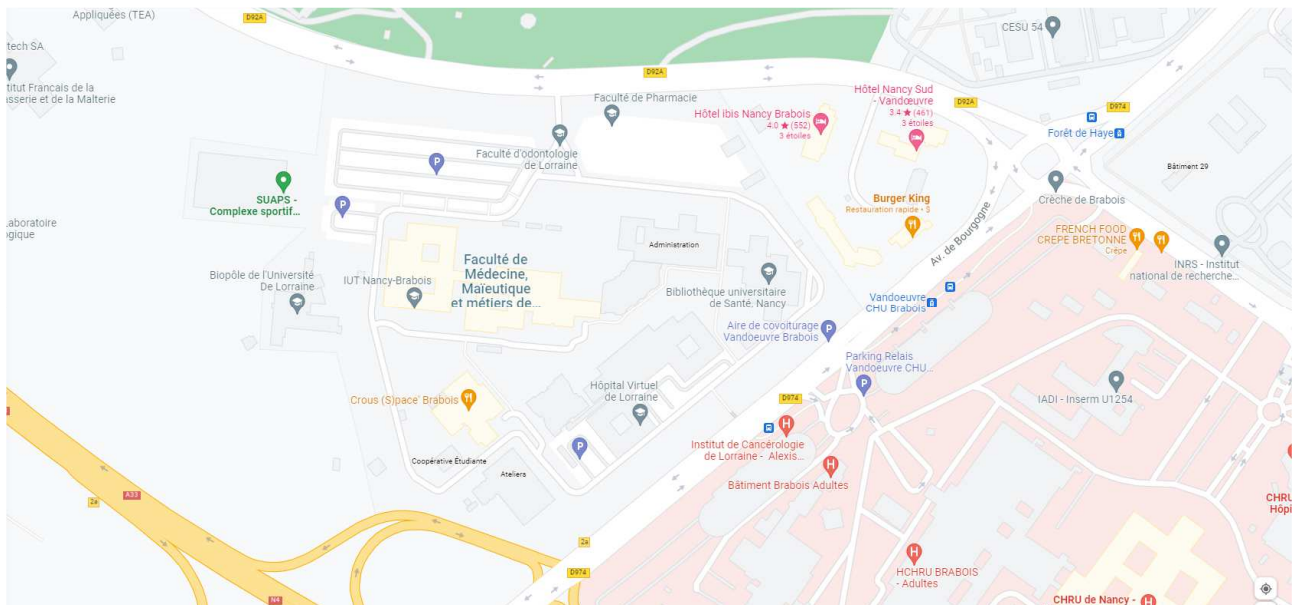 Appliquées (TEA)
D92A
CESU 54
tech SA
Institut Francais de la
asserie et de la Malterie
D92A
Faculté de Pharmacie
Hôtel ibis Nancy Brabois
4.0 ★ (552)
3 étoiles
Hôtel Nancy Sud
- Vandœuvre
3.4 ★ (461)
3 étoiles
D92A
D974
Forêt de Haye
Faculté d'odontologie
de Lorraine
P
Bâtiment 29
SUAPS -
Complexe sportif...
P
Crèche de Brabois
Burger King
Restauration rapide • $
Laboratoire
ogique
Av. de Bourgogne
FRENCH FOOD
CREPE BRETONNE
Crêpe
INRS - Institut
national de recherche...
Administration
Faculté de
Médecine,
Maïeutique
et métiers de...
Biopôle de l'Université
De Lorraine
IUT Nancy-Brabois
Bibliothèque universitaire
de Santé, Nancy
Vandoeuvre
CHU Brabois
Aire de covoiturage
Vandoeuvre Brabois
P
Parking Relais
Vandoeuvre CHU...
P
Hôpital Virtuel
de Lorraine
Crous (S)pace' Brabois
D974
IADI - Inserm U1254
H
Institut de Cancérologie
de Lorraine - Alexis...
P
Coopérative Étudiante
Ateliers
H
Bâtiment Brabois Adultes
A33
2a
CHRU
Hôpi
2a
H
HCHRU BRABOIS
- Adultes
D974
N4
CHRU de Nancy -
H